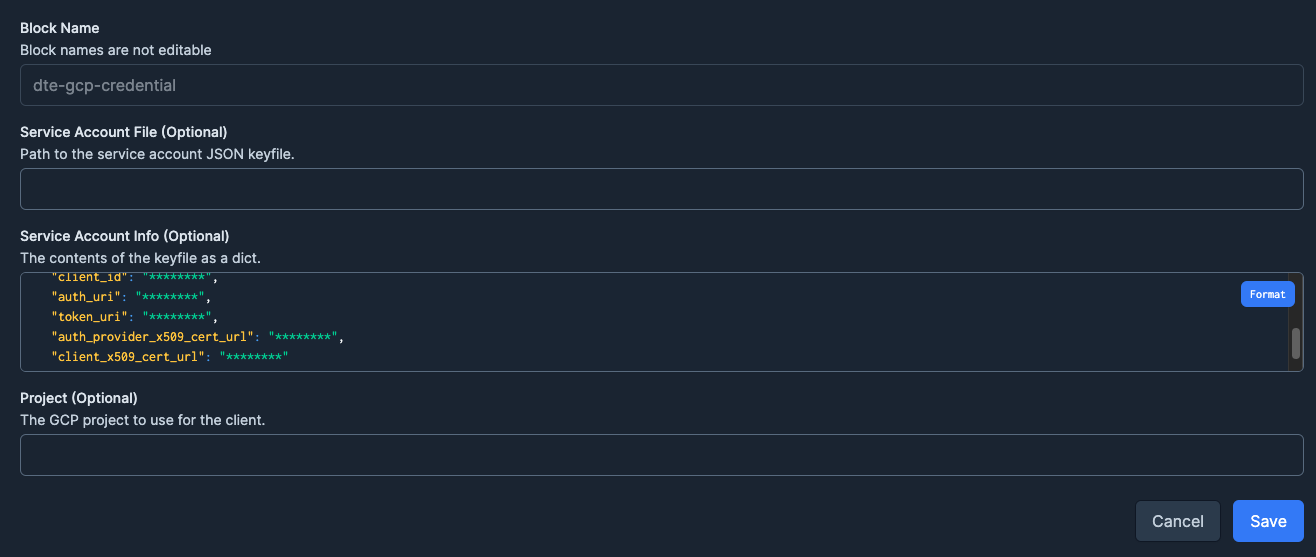 Block Name
Block names are not editable
dte-gcp-credential
Service Account File (Optional)
Path to the service account JSON keyfile.
Service Account Info (Optional)
The contents of the keyfile as a dict.
"client_id": "********",
"auth_uri": "********",
"token_uri": "********",
"auth_provider_x509_cert_url": "********",
"client_x509_cert_url": "********"
Format
Project (Optional)
The GCP project to use for the client.
Cancel
Save